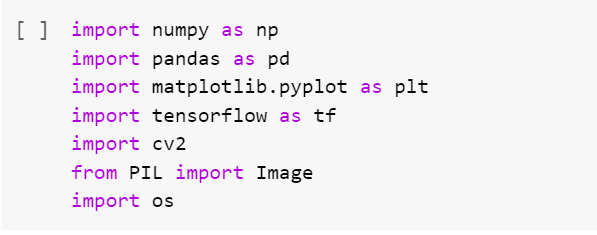 [ ] import numpy as np
import pandas as pd
import matplotlib.pyplot as plt
import tensorflow as tf
import cv2
from PIL import Image
import os